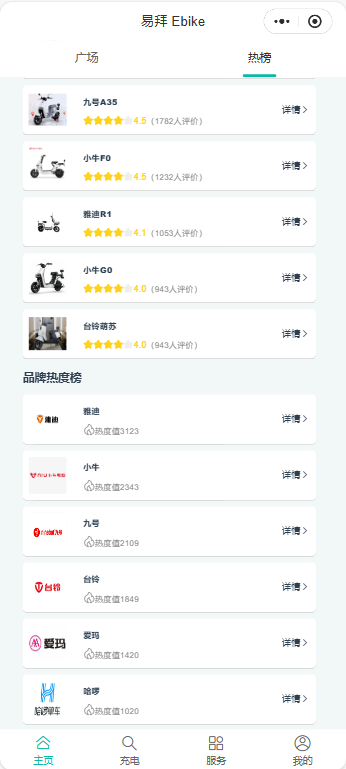 易拜 Ebike
广场
热榜
九号A35
4.5（1782人评价）
详情
小牛F0
4.5（1232人评价）
详情
雅迪R1
4.1（1053人评价）
详情
小牛G0
4.0（943人评价）
详情
台铃萌苏
4.0（943人评价）
详情
品牌热度榜
雅迪
雅迪
热度值3123
详情
小牛
热度值2343
详情
九号
热度值2109
详情
台铃
台铃
热度值1849
详情
爱玛
爱玛
热度值1420
详情
哈啰单车
哈啰
热度值1020
详情
主页
充电
服务
我的